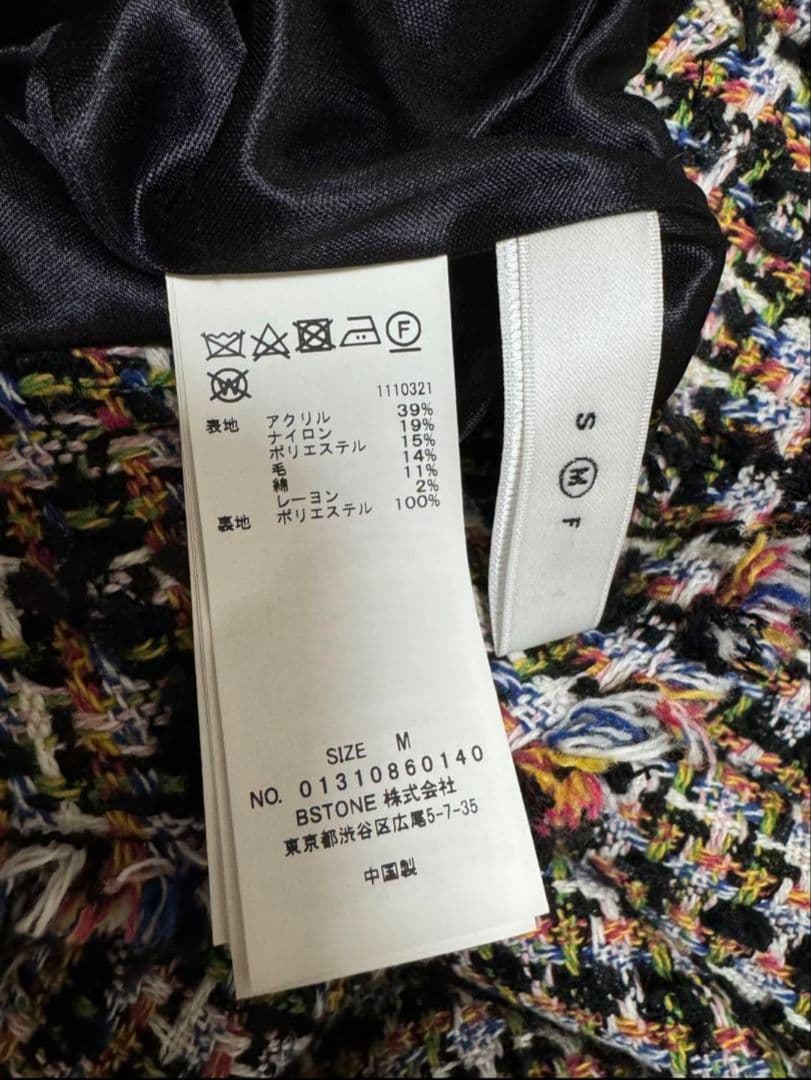 F
W
1110321
表地 アクリル 39%
ナイロン 19%
ポリエステル 15%
毛 14%
綿 11%
レーヨン 2%
裏地 ポリエステル 100%
SIZE M
NO. 01310860140
BSTONE 株式会社
東京都渋谷区広尾5-7-35
中国製
S M F